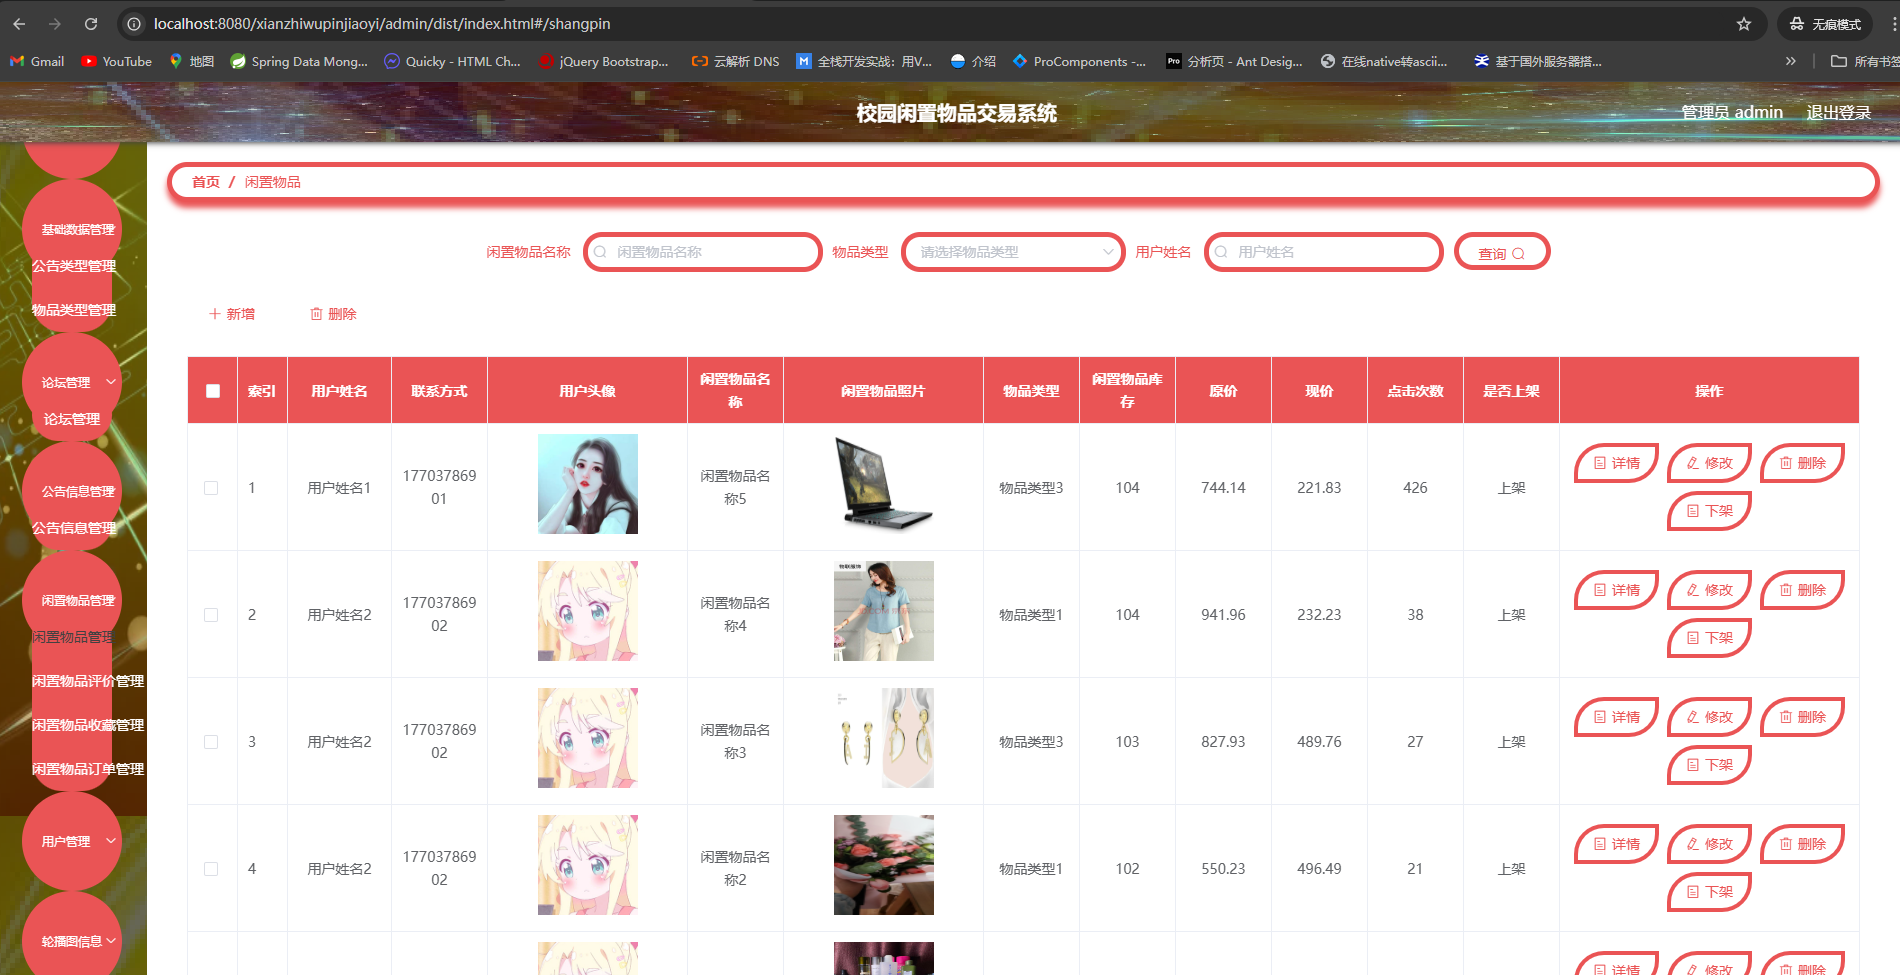 localhost:8080/xianzhiwupinjiaoyi/admin/dist/index.html#/shangpin
无痕模式
Gmail YouTube 地图 Spring Data Mong... Quicky - HTML Ch... jQuery Bootstrap... 云解析 DNS 全栈开发实战：用V... 介绍 ProComponents -... Pro 分析页 - Ant Desig... 在线native转ascii... 基于国外服务器搭... » 所有书签
校园闲置物品交易系统
管理员 admin 退出登录
基础数据管理
公告类型管理
物品类型管理
论坛管理
论坛管理
公告信息管理
公告信息管理
闲置物品管理
闲置物品管理
闲置物品评价管理
闲置物品收藏管理
闲置物品订单管理
用户管理
轮播图信息
首页 / 闲置物品
闲置物品名称 闲置物品名称 物品类型 请选择物品类型 用户姓名 用户姓名 查询
新增 删除
索引 用户姓名 联系方式 用户头像 闲置物品名称 闲置物品照片 物品类型 闲置物品库存 原价 现价 点击次数 是否上架 操作
1 用户姓名1 17703786901 闲置物品名称5 物品类型3 104 744.14 221.83 426 上架 详情 修改 删除
下架
2 用户姓名2 17703786902 闲置物品名称4 物品类型1 104 941.96 232.23 38 上架 详情 修改 删除
下架
3 用户姓名2 17703786902 闲置物品名称3 物品类型3 103 827.93 489.76 27 上架 详情 修改 删除
下架
4 用户姓名2 17703786902 闲置物品名称2 物品类型1 102 550.23 496.49 21 上架 详情 修改 删除
下架
详情 修改 删除